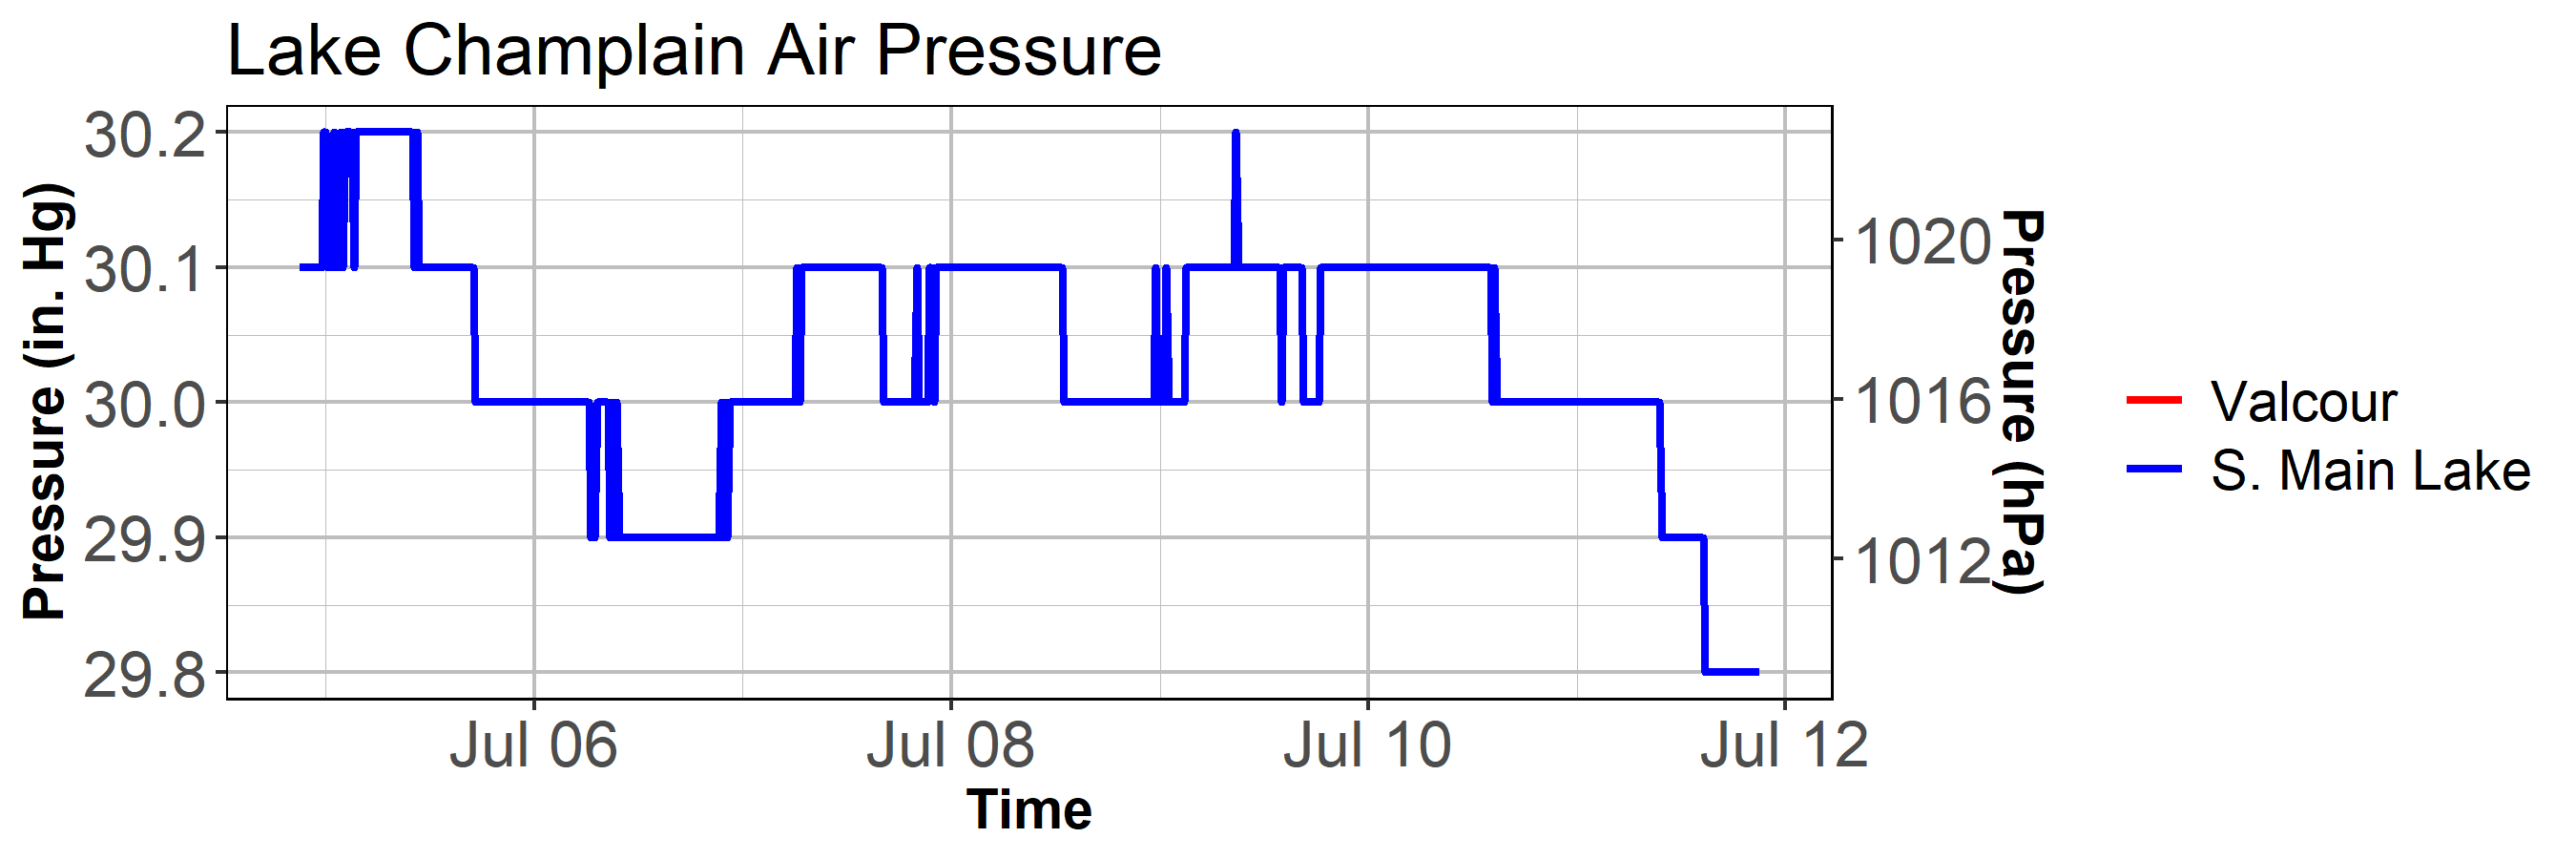 Lake Champlain Air Pressure
Pressure (in. Hg)
30.2
30.1
30.0
29.9
29.8
1020
1016
1012
Pressure (hPa)
Jul 06
Jul 08
Jul 10
Jul 12
Time
Valcour
S. Main Lake